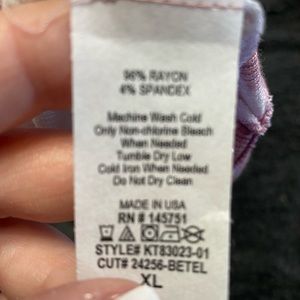 96% RAYON
4% SPANDEX
Machine Wash Cold
Only Non-chlorine Bleach
When Needed
Tumble Dry Low
Cold Iron When Needed
Do Not Dry Clean
MADE IN USA
RN # 145751
STYLE# KT83023-01
CUT# 24256-BETEL
XL